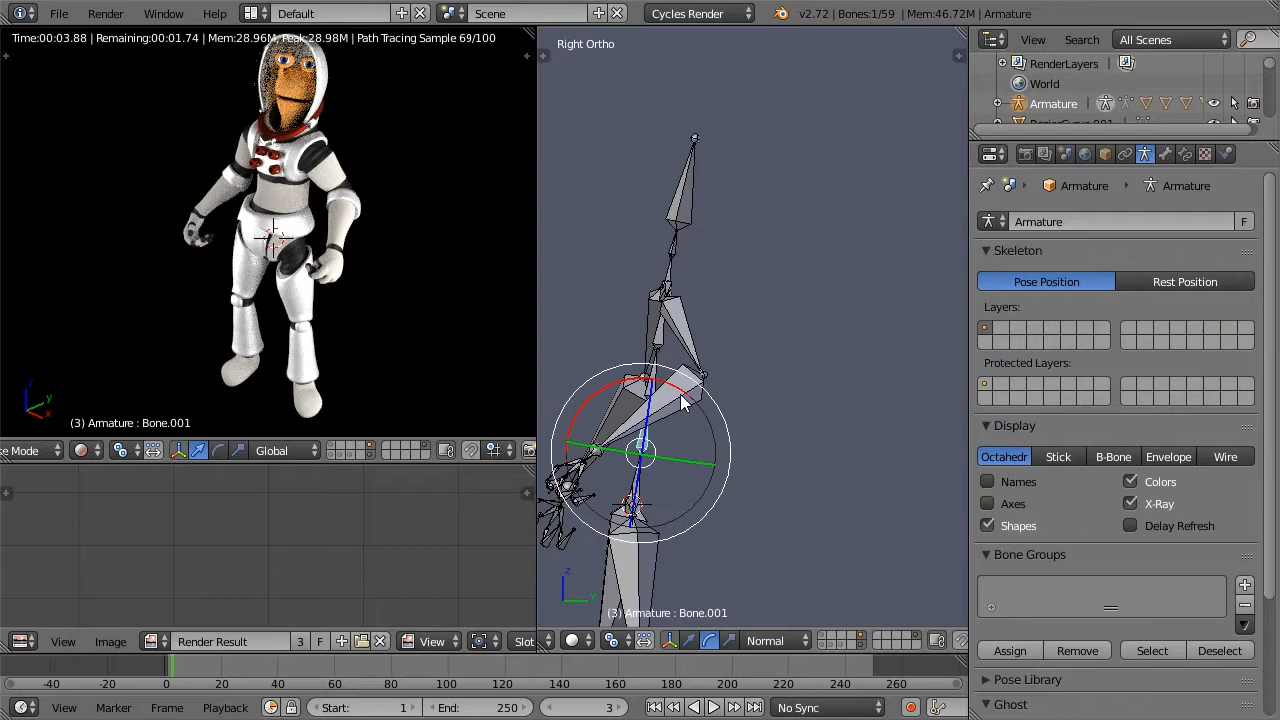 File Render Window Help Default Scene Cycles Render v2.72 | Bones:1/59 | Mem:46.72M | Armature
Time:00:03.88 | Remaining:00:01.74 | Mem:28.96M, Peak:28.98M | Path Tracing Sample 69/100
Right Ortho
View Search All Scenes
RenderLayers
World
Armature
Armature Armature
Armature F
Skeleton
Pose Position Rest Position
Layers:
Protected Layers:
Display
Octahedr Stick B-Bone Envelope Wire
Names Colors
Axes X-Ray
Shapes Delay Refresh
Bone Groups
Assign Remove Select Deselect
Pose Library
Ghost
z
y
x
(3) Armature : Bone.001
e Mode Global
z
y
(3) Armature : Bone.001
View Image Render Result 3 F View Slot
Normal
-40 -20 0 20 40 60 80 100 120 140 160 180 200 220 240 260
View Marker Frame Playback Start: 1 End: 250 3 No Sync